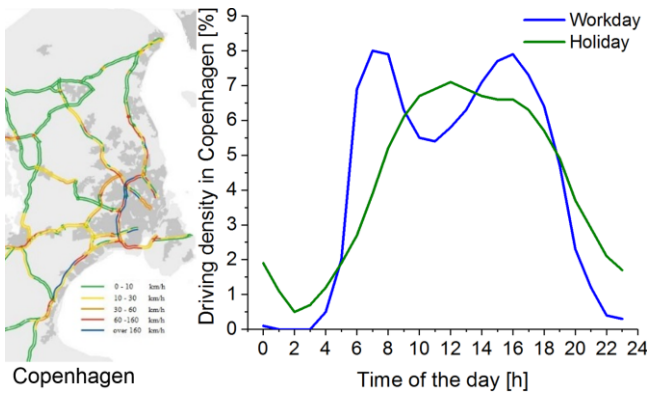 0 - 10 km/h
10 - 30 km/h
30 - 60 km/h
60 -160 km/h
over 160 km/h
Copenhagen
Driving density in Copenhagen [%]
9
8
7
6
5
4
3
2
1
0
Workday
Holiday
0 2 4 6 8 10 12 14 16 18 20 22 24
Time of the day [h]